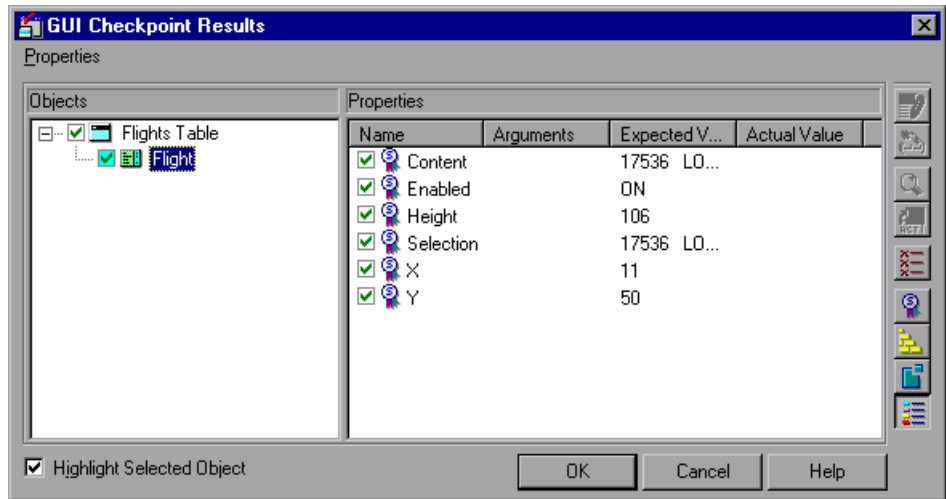 GUI Checkpoint Results
Properties
Objects
Flights Table
Flight
Properties
Name Arguments Expected V... Actual Value
Content 17536 LO...
Enabled ON
Height 106
Selection 17536 LO...
X 11
Y 50
Highlight Selected Object
OK Cancel Help